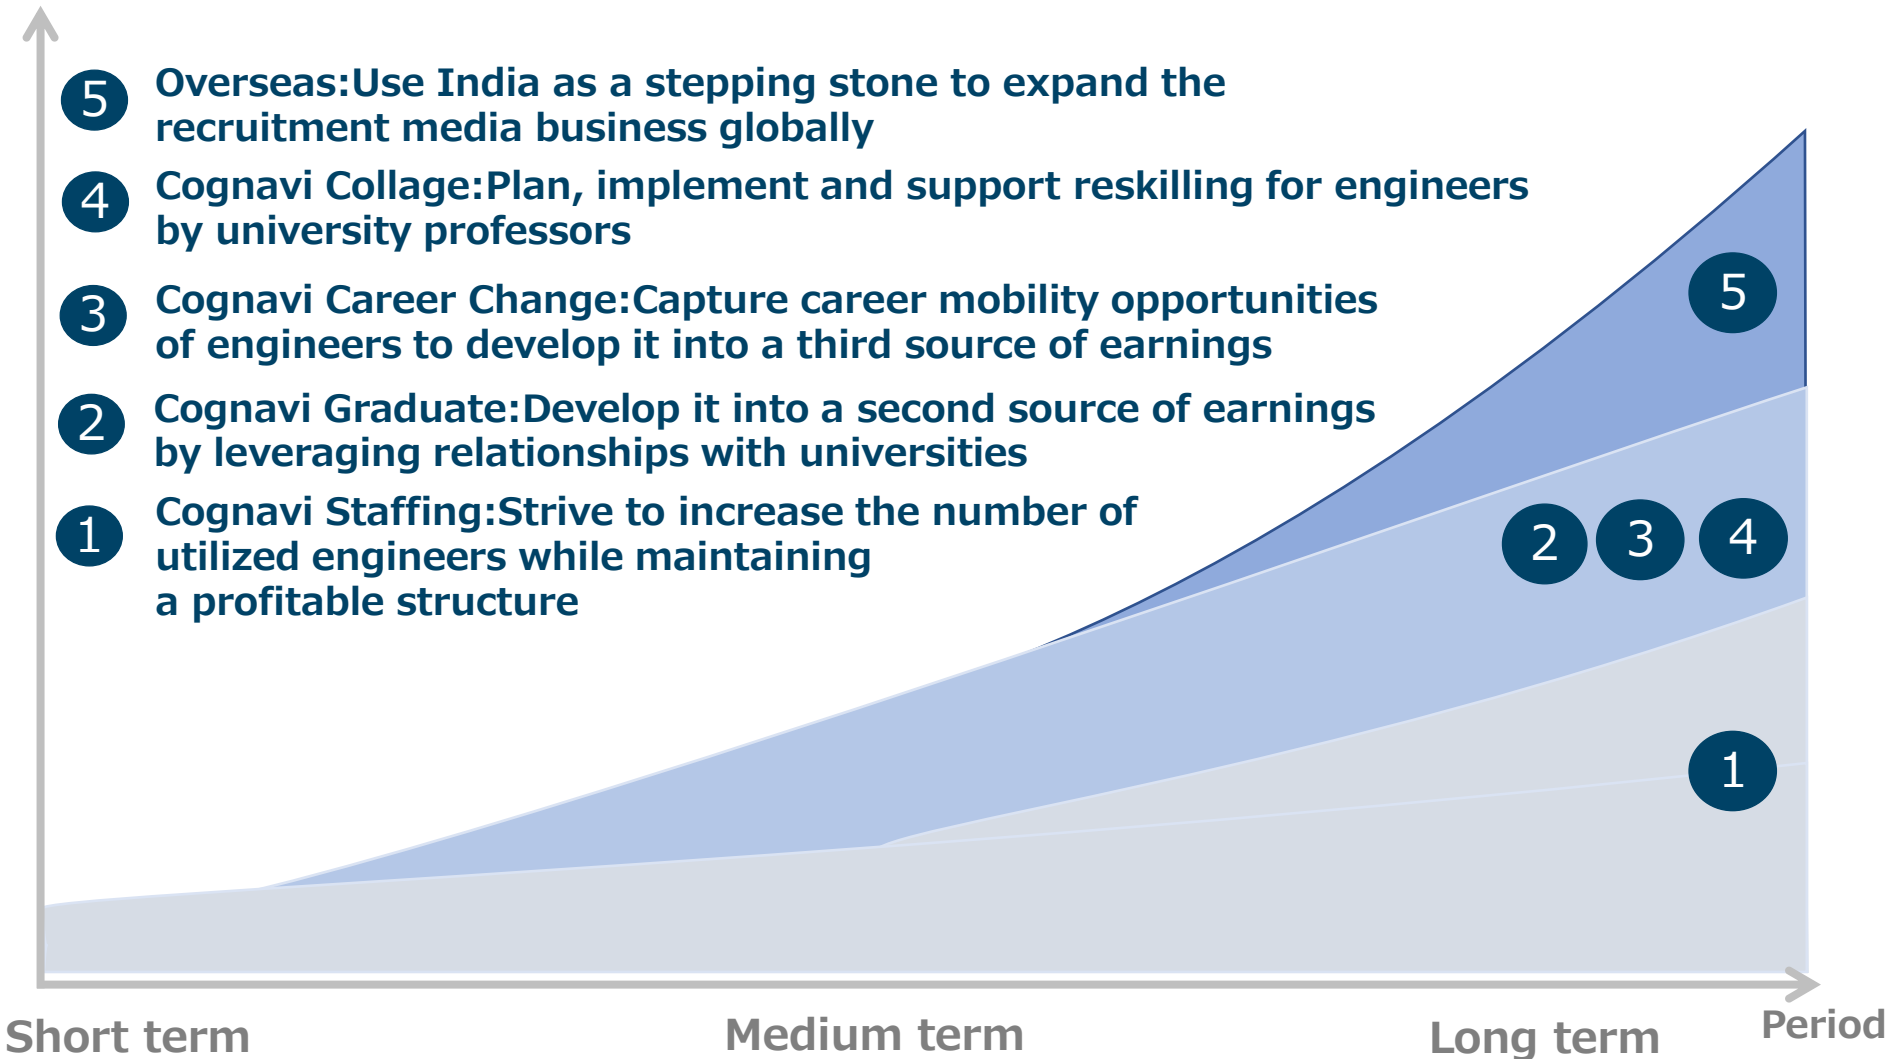 5
Overseas:Use India as a stepping stone to expand the
recruitment media business globally
4
Cognavi Collage:Plan, implement and support reskilling for engineers
by university professors
3
Cognavi Career Change:Capture career mobility opportunities
of engineers to develop it into a third source of earnings
2
Cognavi Graduate:Develop it into a second source of earnings
by leveraging relationships with universities
1
Cognavi Staffing:Strive to increase the number of
utilized engineers while maintaining
a profitable structure
5
2 3 4
1
Short term Medium term Long term Period